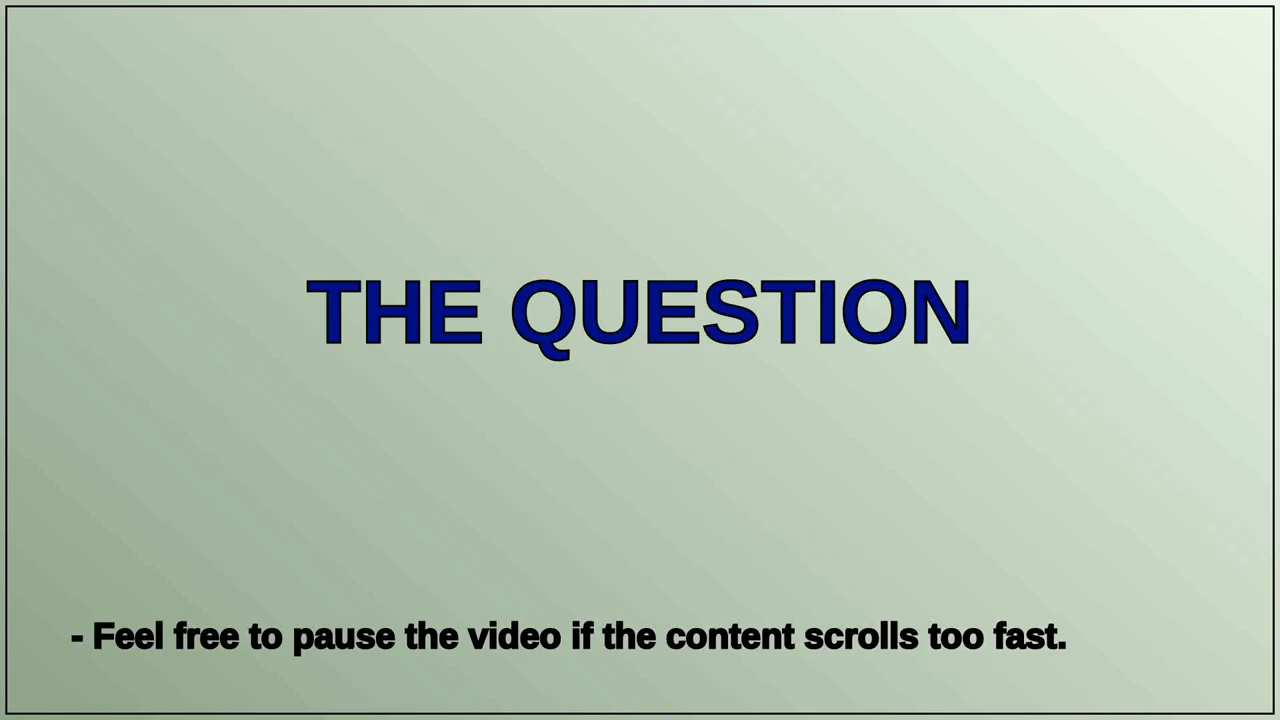 THE QUESTION
- Feel free to pause the video if the content scrolls too fast.